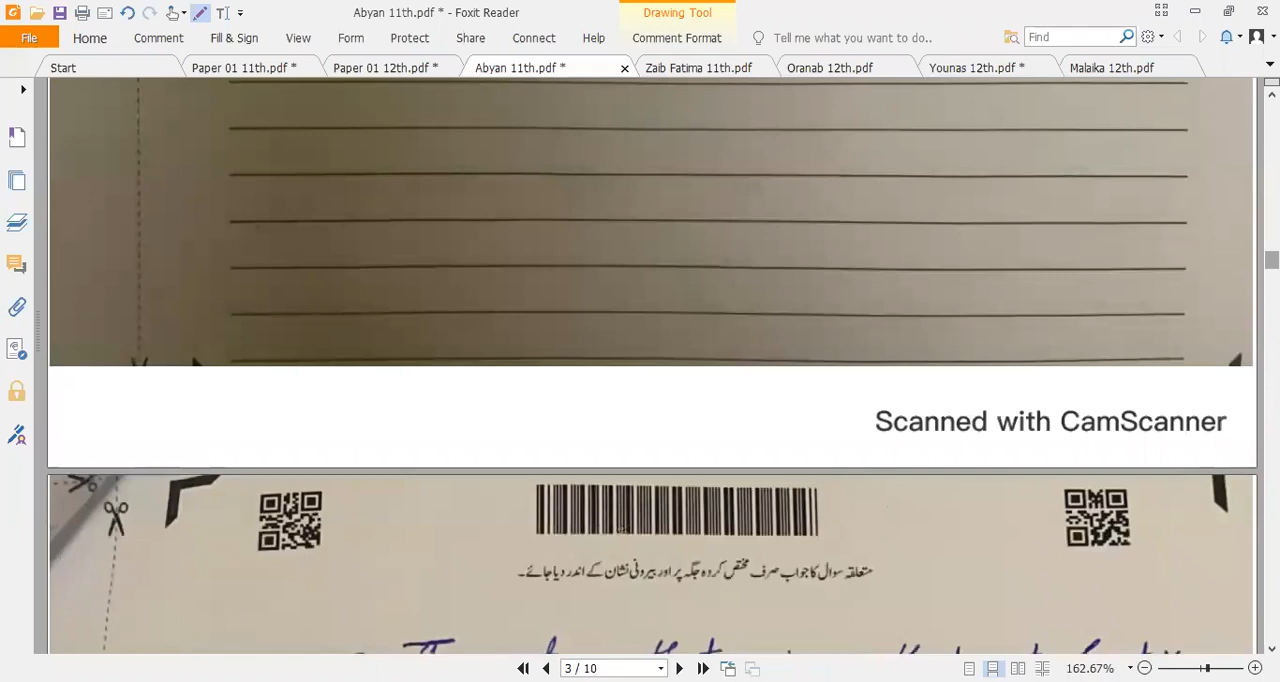 Abyan 11th.pdf * - Foxit Reader
Drawing Tool
File
Home
Comment
Fill & Sign
View
Form
Protect
Share
Connect
Help
Comment Format
Tell me what you want to do..
Find
Start
Paper 01 11th.pdf *
Paper 01 12th.pdf *
Abyan 11th.pdf *
Zaib Fatima 11th.pdf
Oranab 12th.pdf
Younas 12th.pdf *
Malaika 12th.pdf
Scanned with CamScanner
متعلقہ سوال کا جواب صرف مختص کردہ جگہ پر اور بیرونی نشان کے اندر دیا جائے۔
3 / 10
162.67%